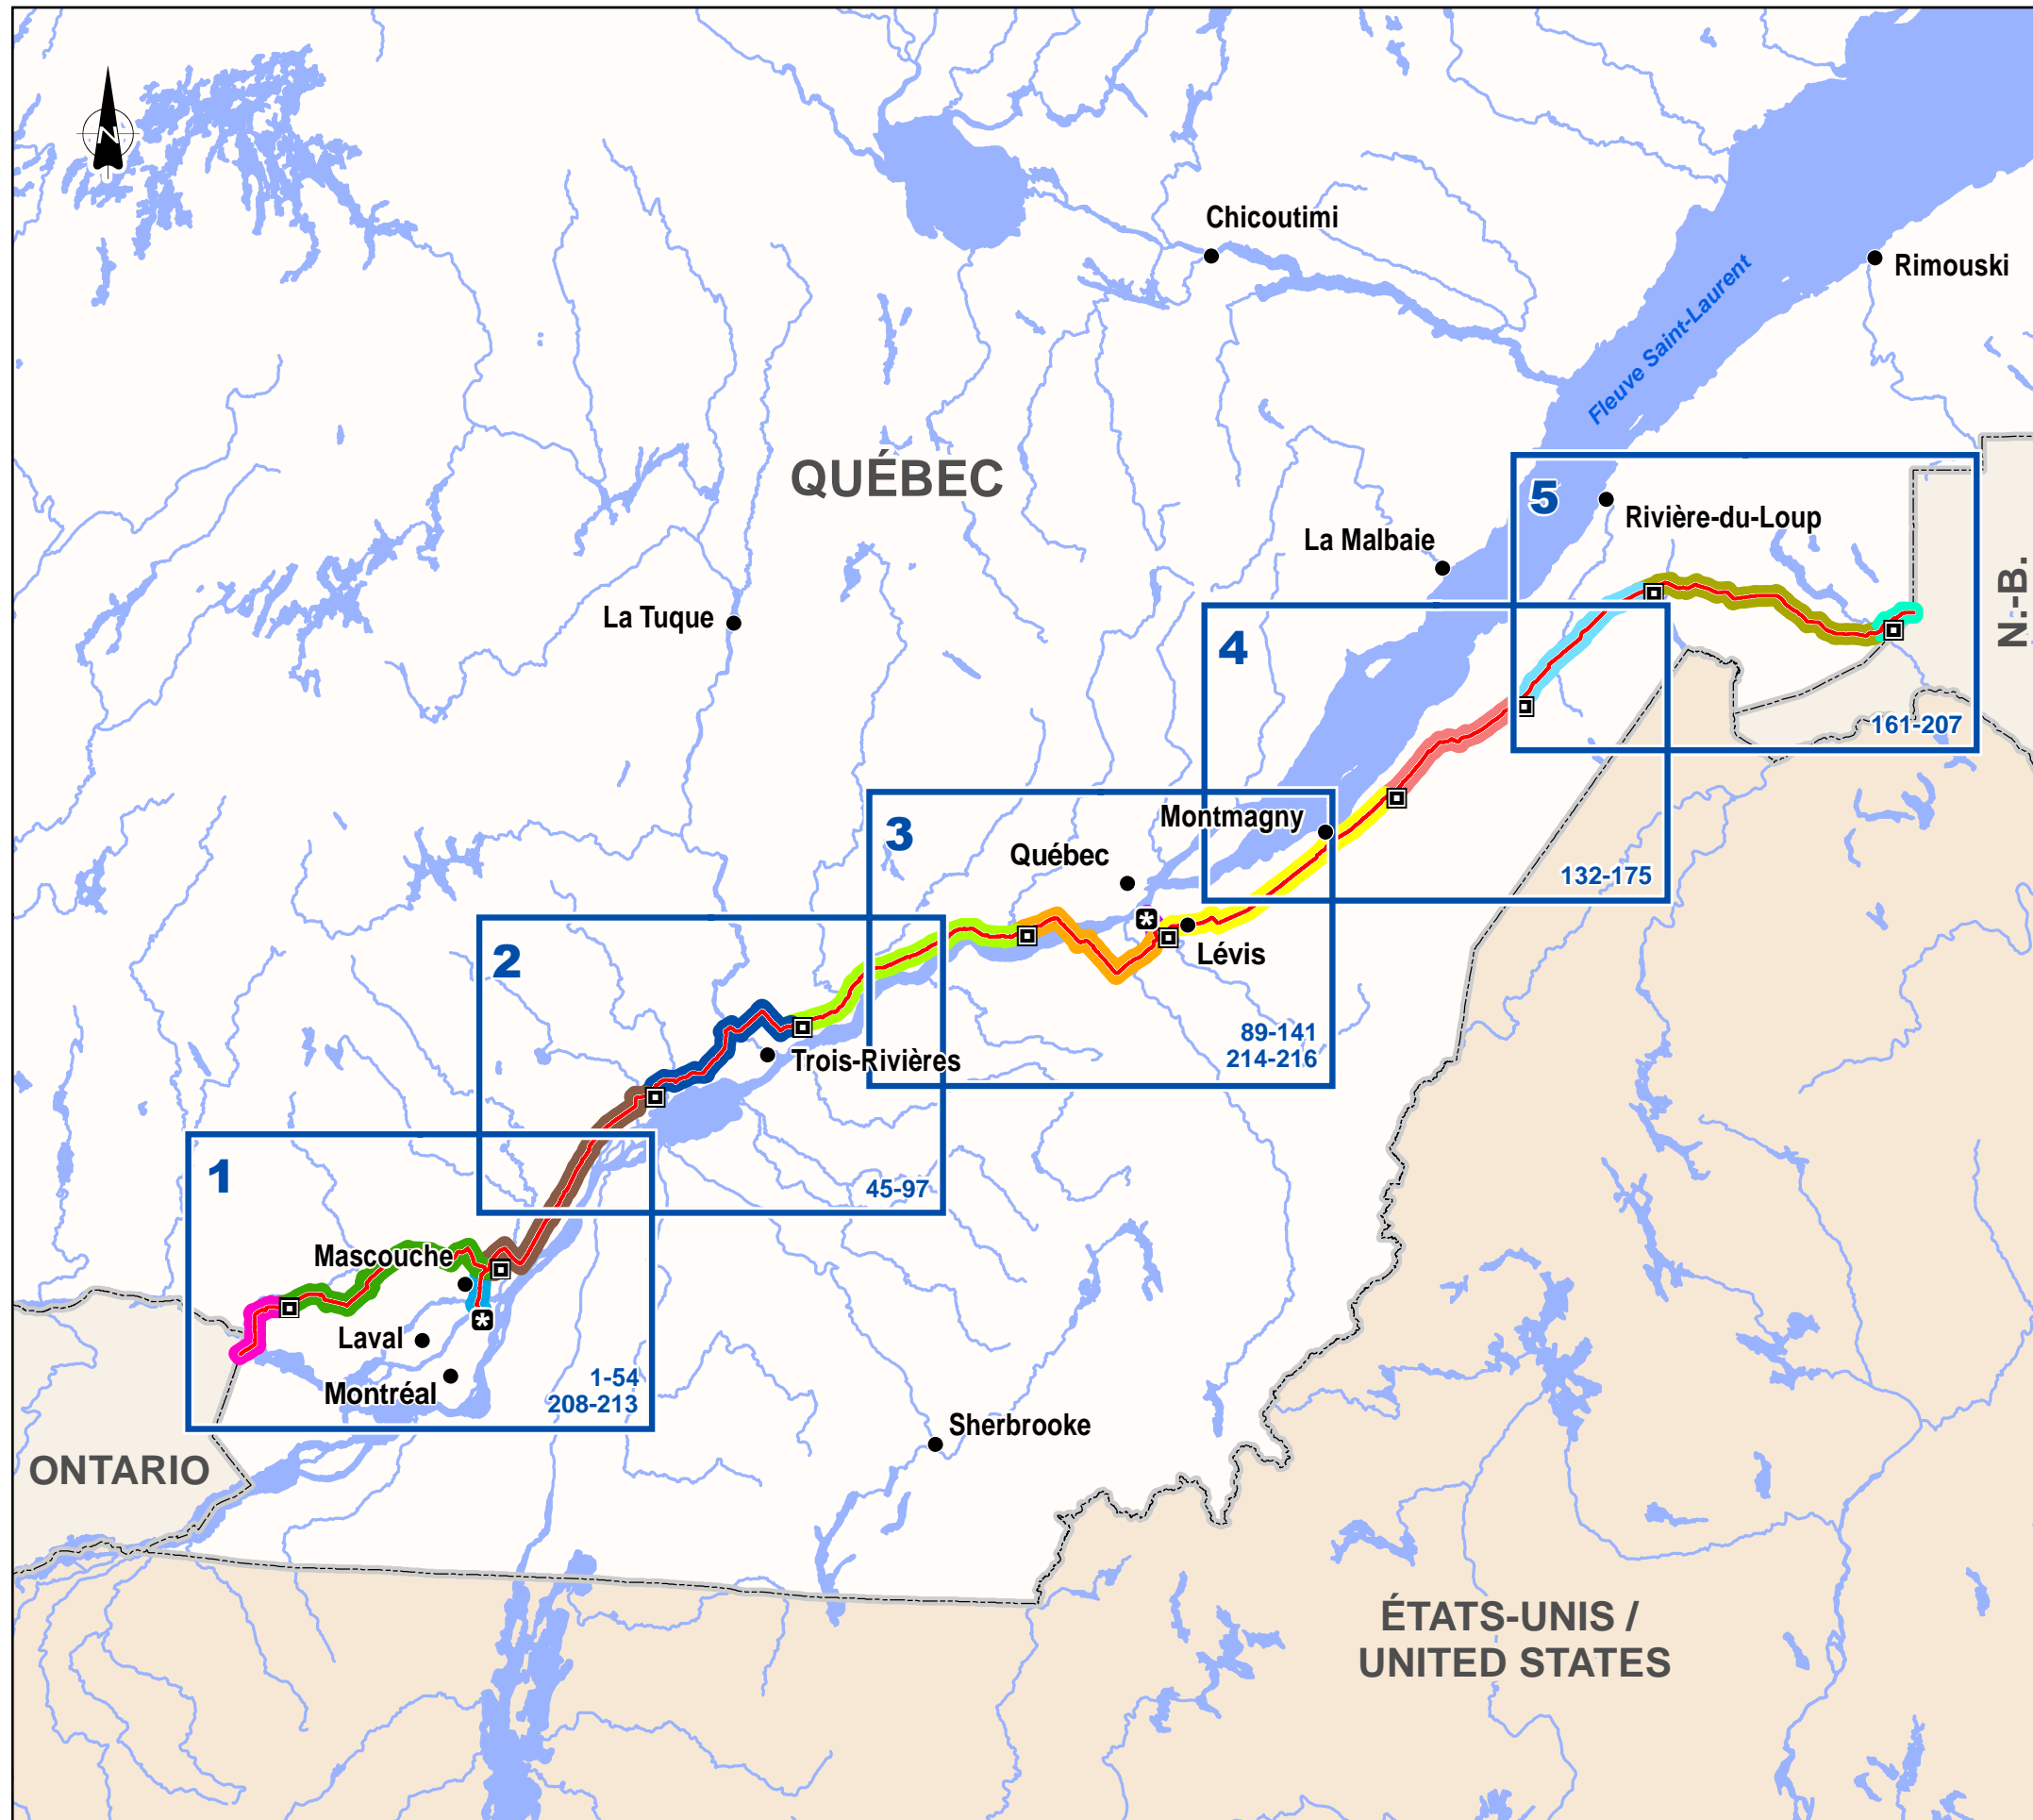 N
Chicoutimi
Rimouski
Fleuve Saint-Laurent
QUÉBEC
5
Rivière-du-Loup
La Malbaie
N.-B.
La Tuque
4
161-207
3
Montmagny
Québec
132-175
*
Lévis
2
89-141
214-216
Trois-Rivières
1
45-97
Mascouche
*
Laval
1-54
208-213
Montréal
Sherbrooke
ONTARIO
ÉTATS-UNIS /
UNITED STATES